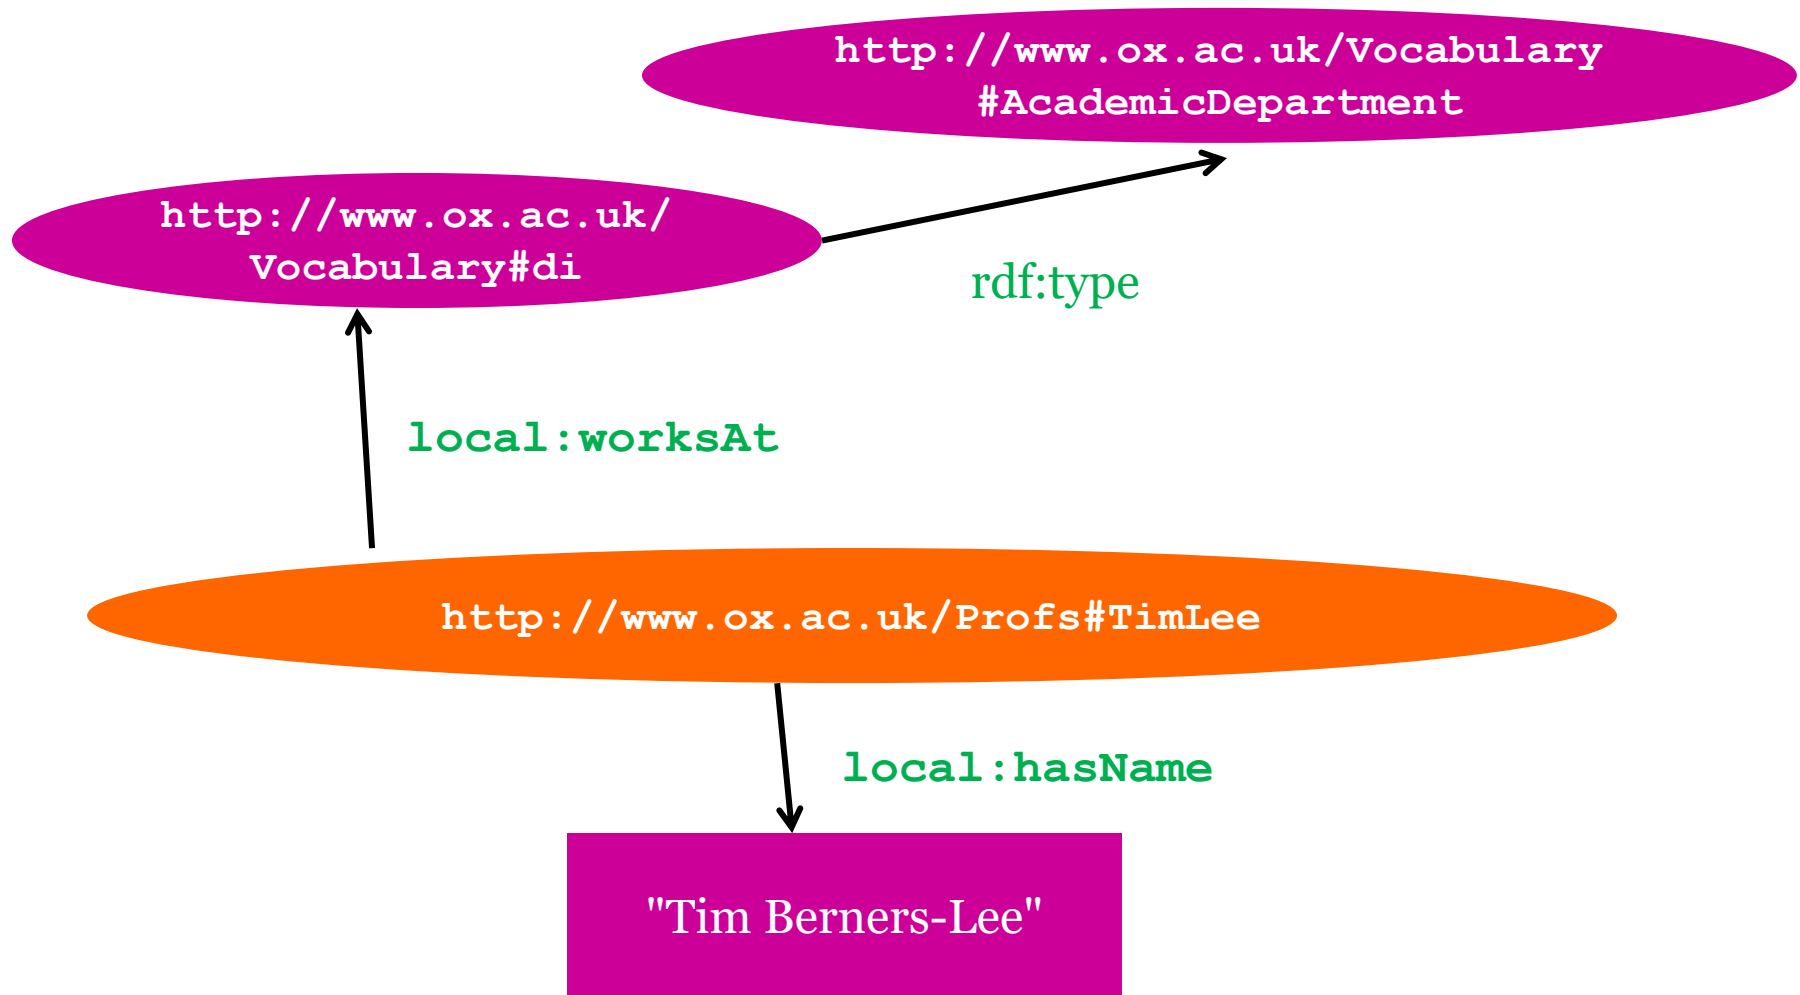 http://www.ox.ac.uk/Vocabulary
#AcademicDepartment
http://www.ox.ac.uk/
Vocabulary#di
rdf:type
local:worksAt
http://www.ox.ac.uk/Profs#TimLee
local:hasName
"Tim Berners-Lee"